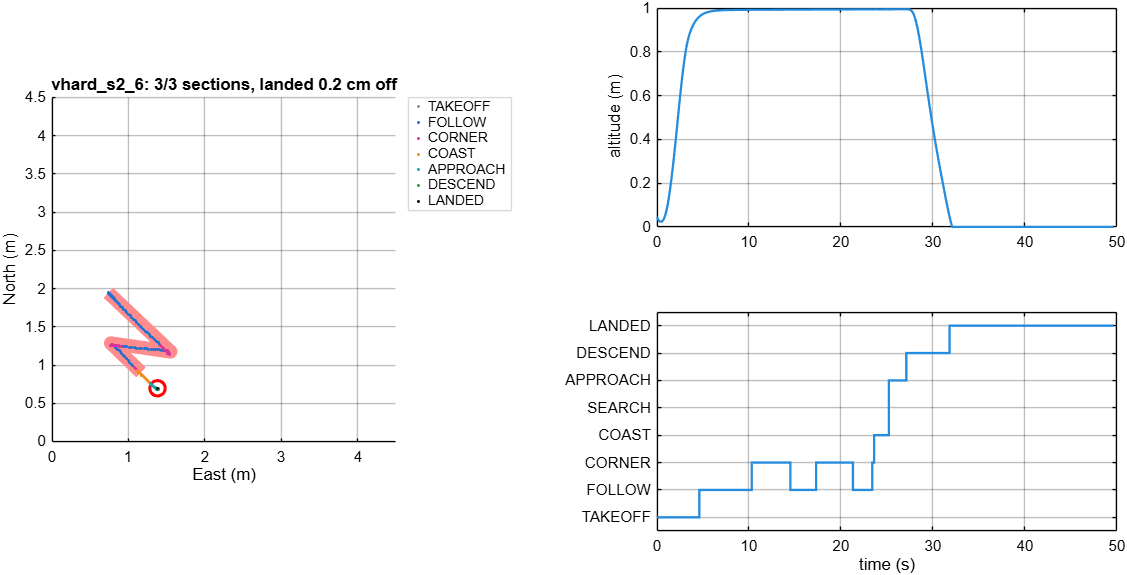 vhard_s2_6: 3/3 sections, landed 0.2 cm off
4.5
4
3.5
3
2.5
2
1.5
1
0.5
0
0 1 2 3 4
North (m)
East (m)
TAKEOFF
FOLLOW
CORNER
COAST
APPROACH
DESCEND
LANDED
1
0.8
0.6
0.4
0.2
0
0 10 20 30 40 50
altitude (m)
LANDED
DESCEND
APPROACH
SEARCH
COAST
CORNER
FOLLOW
TAKEOFF
0 10 20 30 40 50
time (s)